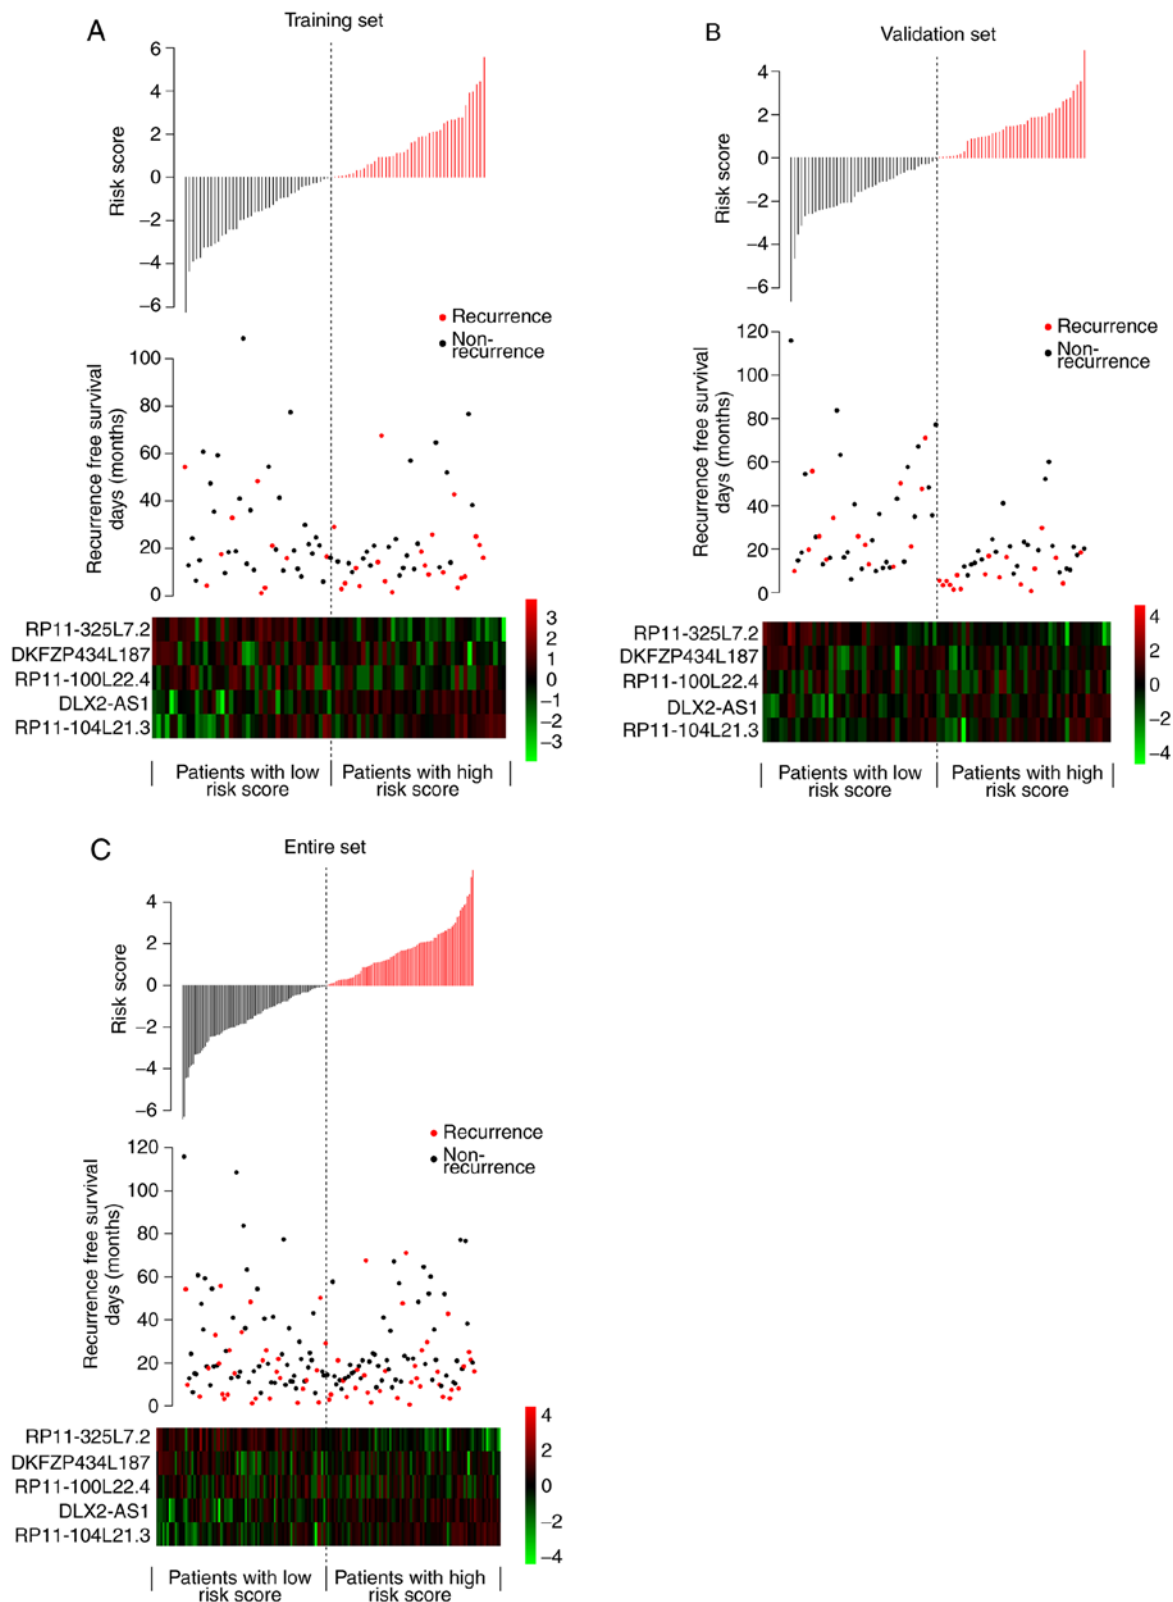 A
Training set
6
4
2
0
−2
−4
−6
Risk score
Recurrence
Non-
recurrence
100
80
60
40
20
0
Recurrence free survival
days (months)
RP11-325L7.2
DKFZP434L187
RP11-100L22.4
DLX2-AS1
RP11-104L21.3
3
2
1
0
−1
−2
−3
Patients with low
risk score
Patients with high
risk score
B
Validation set
4
2
0
−2
−4
−6
Risk score
Recurrence
Non-
recurrence
120
100
80
60
40
20
0
Recurrence free survival
days (months)
RP11-325L7.2
DKFZP434L187
RP11-100L22.4
DLX2-AS1
RP11-104L21.3
4
2
0
−2
−4
Patients with low
risk score
Patients with high
risk score
C
Entire set
4
2
0
−2
−4
−6
Risk score
Recurrence
Non-
recurrence
120
100
80
60
40
20
0
Recurrence free survival
days (months)
RP11-325L7.2
DKFZP434L187
RP11-100L22.4
DLX2-AS1
RP11-104L21.3
4
2
0
−2
−4
Patients with low
risk score
Patients with high
risk score